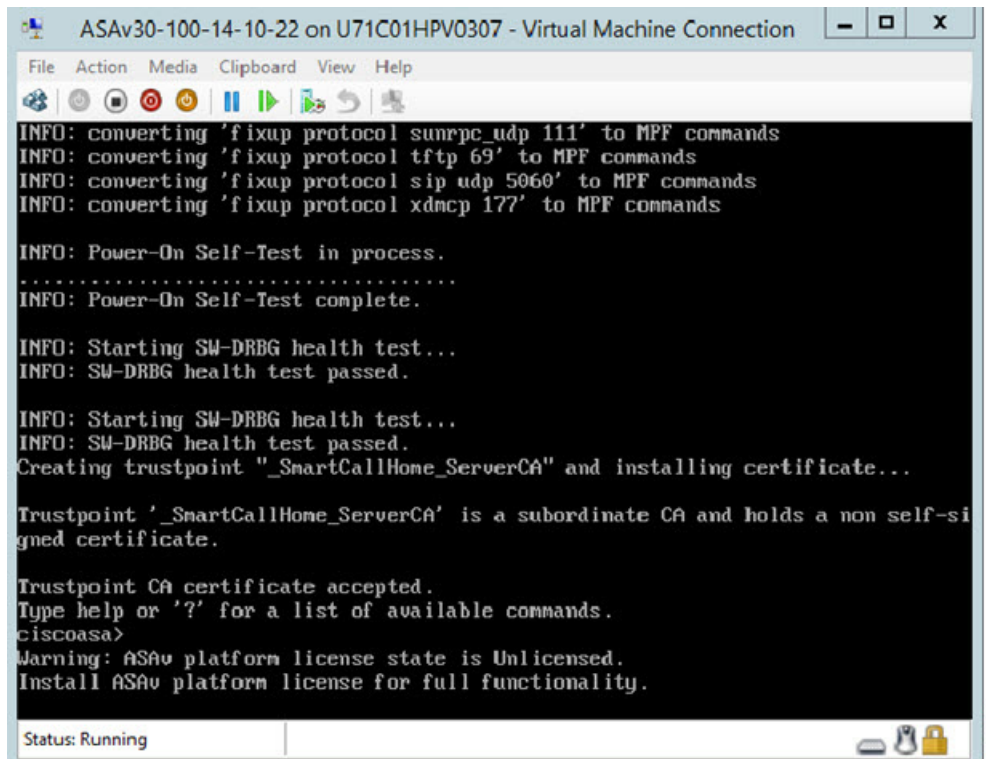 ASAv30-100-14-10-22 on U71C01HPV0307 - Virtual Machine Connection
File Action Media Clipboard View Help
INFO: converting 'fixup protocol sunrpc_udp 111' to MPF commands
INFO: converting 'fixup protocol tftp 69' to MPF commands
INFO: converting 'fixup protocol sip udp 5060' to MPF commands
INFO: converting 'fixup protocol xdmcp 177' to MPF commands
INFO: Power-On Self-Test in process.
.....................................
INFO: Power-On Self-Test complete.
INFO: Starting SW-DRBG health test...
INFO: SW-DRBG health test passed.
INFO: Starting SW-DRBG health test...
INFO: SW-DRBG health test passed.
Creating trustpoint "_SmartCallHome_ServerCA" and installing certificate...
Trustpoint '_SmartCallHome_ServerCA' is a subordinate CA and holds a non self-si
gned certificate.
Trustpoint CA certificate accepted.
Type help or '?' for a list of available commands.
ciscoasa>
Warning: ASAv platform license state is Unlicensed.
Install ASAv platform license for full functionality.
Status: Running